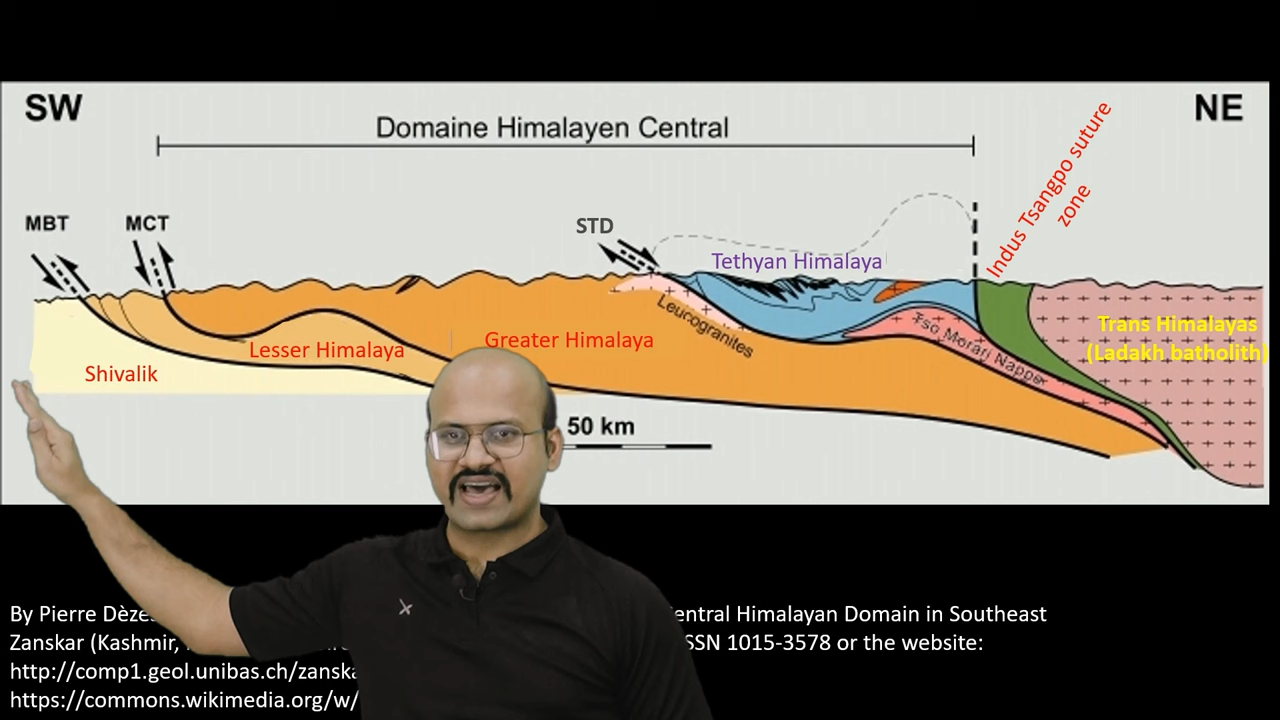 SW
NE
Domaine Himalayen Central
Indus Tsangpo suture
zone
MBT
MCT
STD
Tethyan Himalaya
Leucogranites
Tso Morari Nappe
Trans Himalayas
(Ladakh batholith)
Greater Himalaya
Lesser Himalaya
Shivalik
50 km
By Pierre Central Himalayan Domain in Southeast
Zanskar (Kashmir, ISSN 1015-3578 or the website:
http://comp1.geol.unibas.ch/zanska
https://commons.wikimedia.org/w/